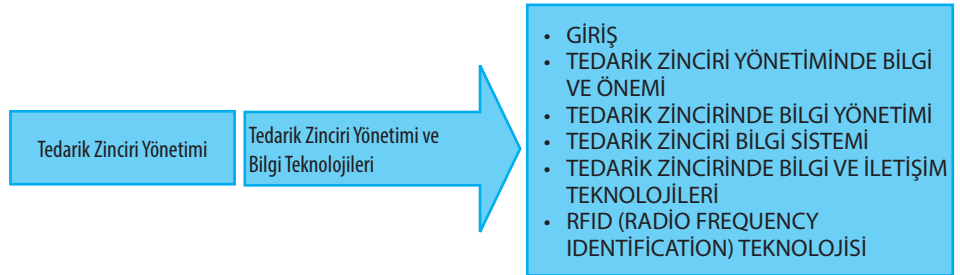 Tedarik Zinciri Yönetimi
Tedarik Zinciri Yönetimi ve
Bilgi Teknolojileri
• GİRİŞ
• TEDARİK ZİNCİRİ YÖNETİMİNDE BİLGİ
VE ÖNEMİ
• TEDARİK ZİNCİRİNDE BİLGİ YÖNETİMİ
• TEDARİK ZİNCİRİ BİLGİ SİSTEMİ
• TEDARİK ZİNCİRİNDE BİLGİ VE İLETİŞİM
TEKNOLOJİLERİ
• RFID (RADİO FREQUENCY
IDENTİFİCATİON) TEKNOLOJİSİ